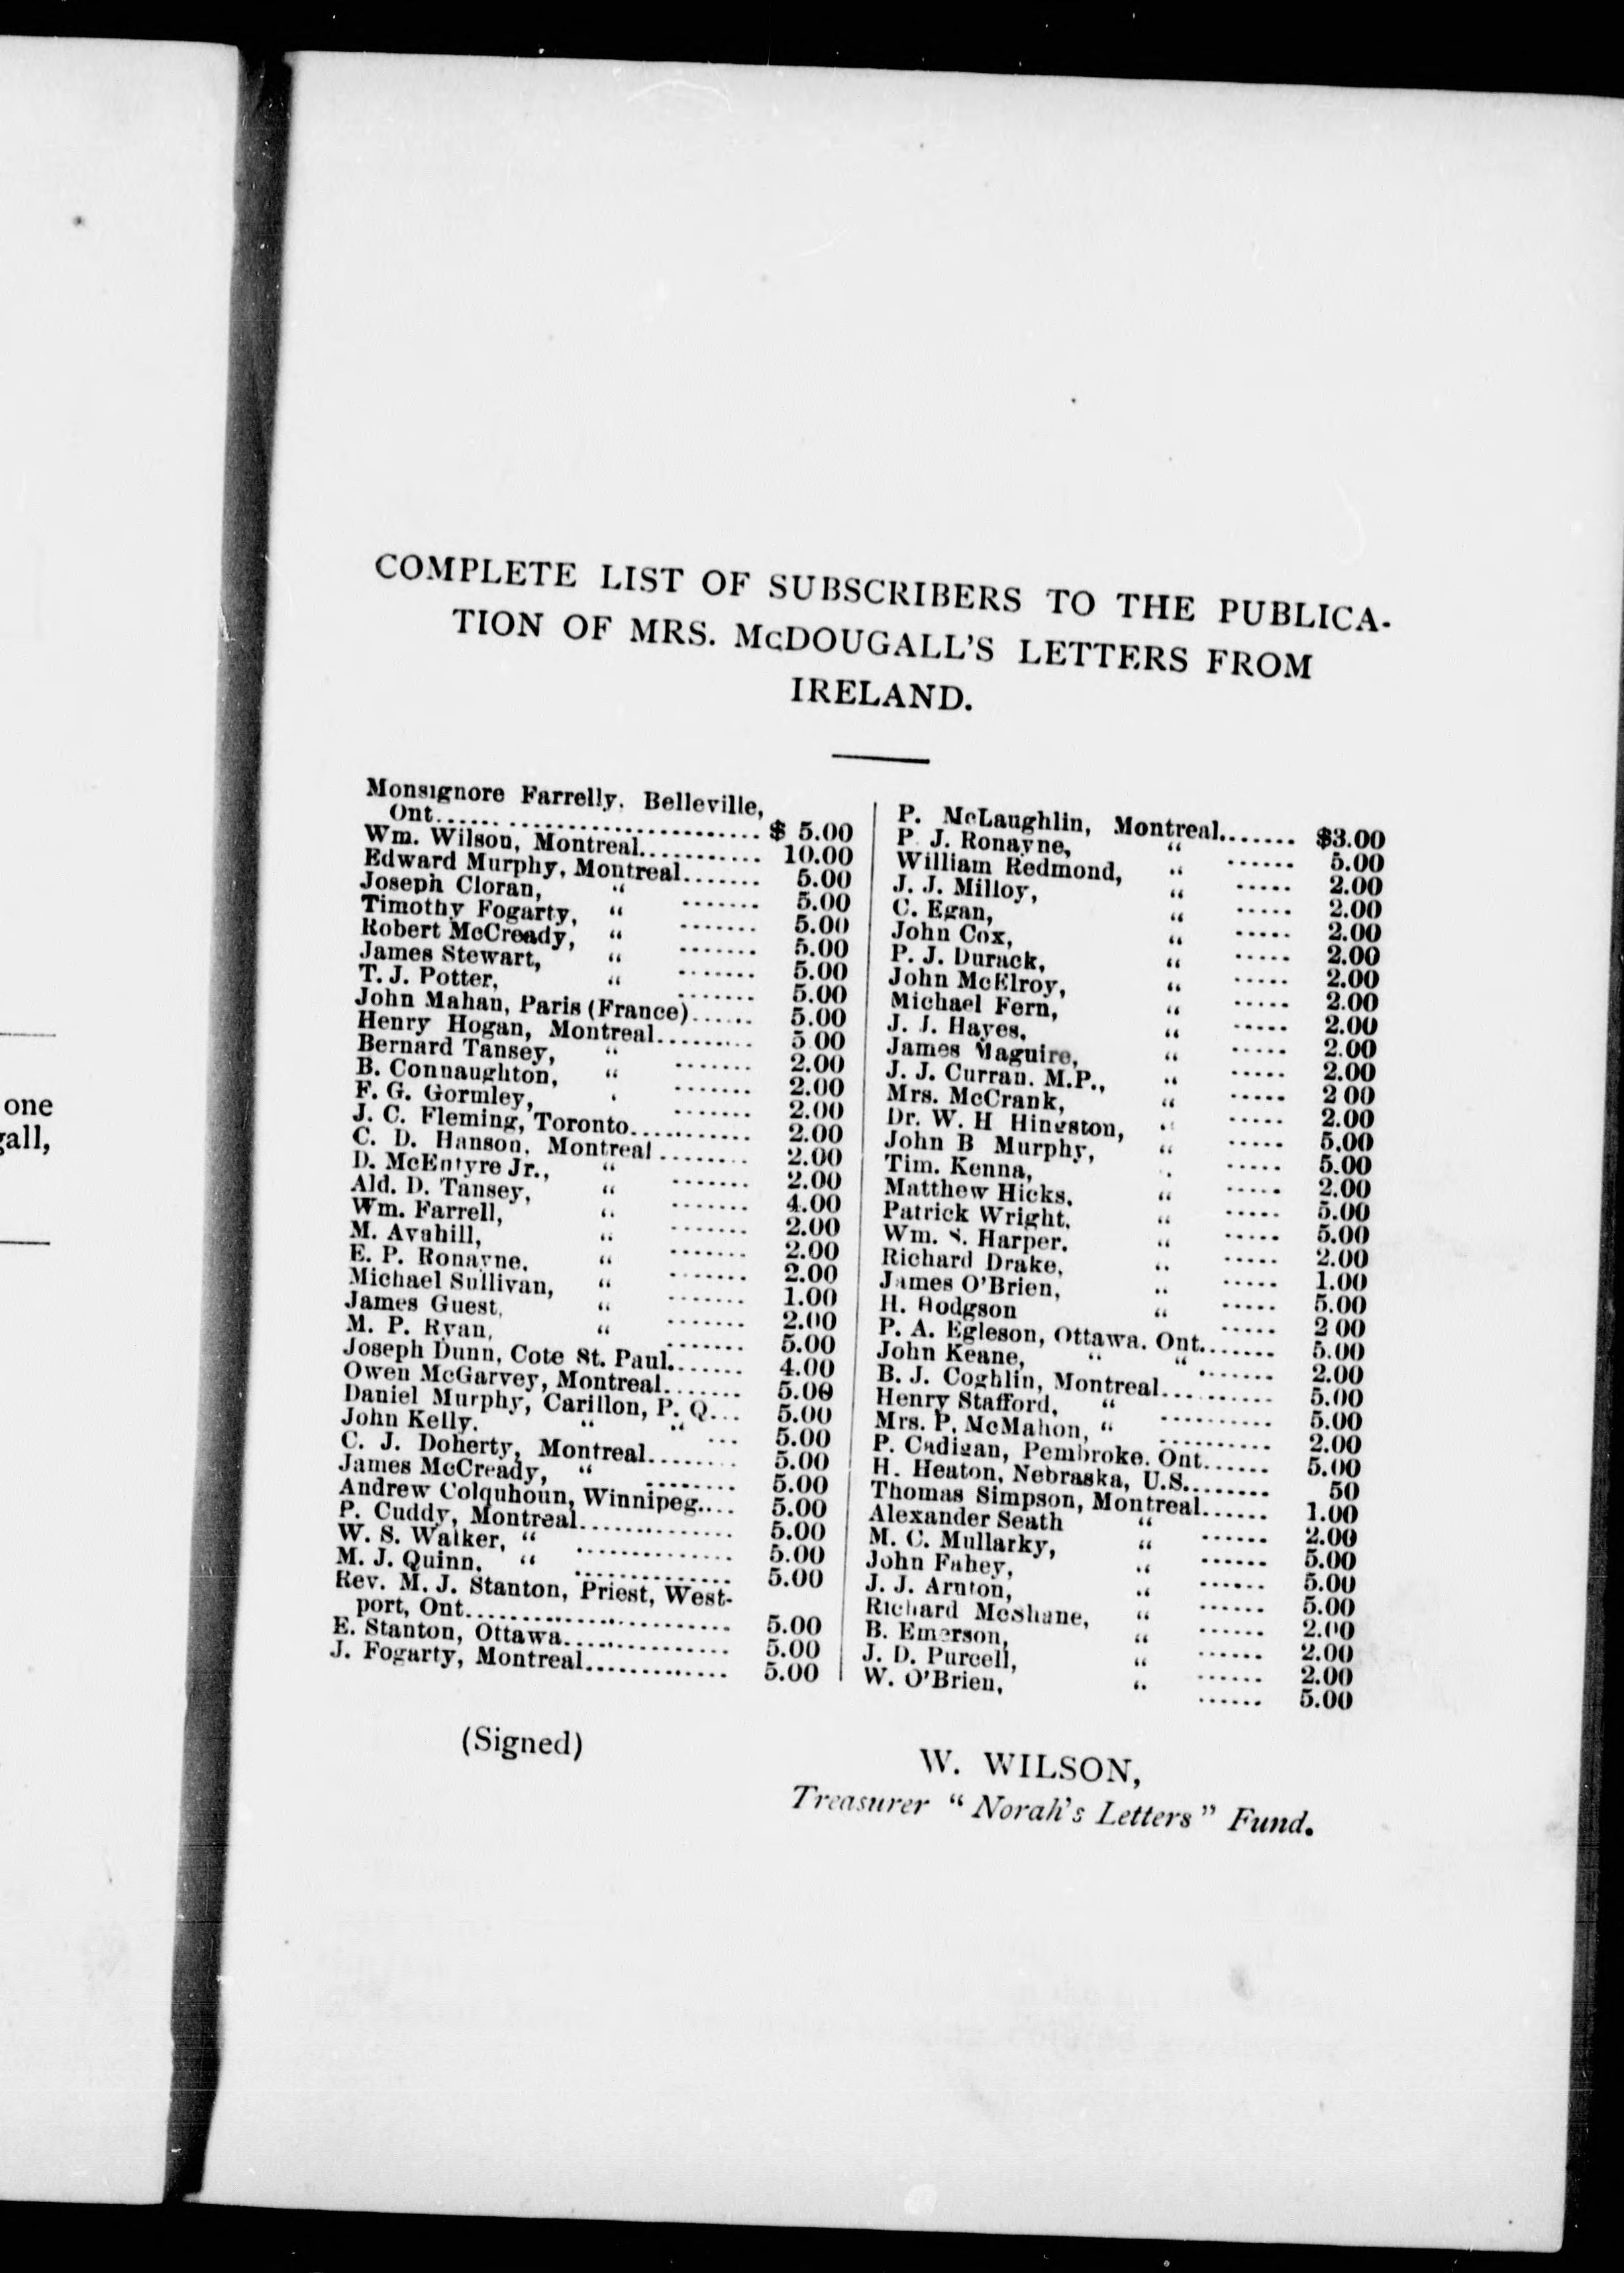 one
gall,
COMPLETE LIST OF SUBSCRIBERS TO THE PUBLICA-
TION OF MRS. McDOUGALL'S LETTERS FROM
IRELAND.
Monsignore Farrelly. Belleville,
Ont.............................. $ 5.00
Wm. Wilson, Montreal............ 10.00
Edward Murphy, Montreal....... 5.00
Joseph Cloran, “ ....... 5.00
Timothy Fogarty, “ ....... 5.00
Robert McCready, “ ....... 5.00
James Stewart, “ ....... 5.00
T. J. Potter, “ ....... 5.00
John Mahan, Paris (France)...... 5.00
Henry Hogan, Montreal......... 5 00
Bernard Tansey, “ ....... 2.00
B. Connaughton, “ ....... 2.00
F. G. Gormley, ‘ ....... 2.00
J. C. Fleming, Toronto............ 2.00
C. D. Hanson. Montreal ........ 2.00
D. McEntyre Jr., “ ....... 2.00
Ald. D. Tansey, “ ....... 4.00
Wm. Farrell, “ ....... 2.00
M. Avahill, “ ....... 2.00
E. P. Ronayne. “ ....... 2.00
Michael Sullivan, “ ....... 1.00
James Guest, “ ....... 2.00
M. P. Ryan, “ ....... 5.00
Joseph Dunn, Cote St. Paul....... 4.00
Owen McGarvey, Montreal........ 5.00
Daniel Murphy, Carillon, P. Q... 5.00
John Kelly. “ “ ... 5.00
C. J. Doherty, Montreal........ 5.00
James McCready, “ ........ 5.00
Andrew Colquhoun, Winnipeg.... 5.00
P. Cuddy, Montreal.............. 5.00
W. S. Walker, “ .............. 5.00
M. J. Quinn. “ .............. 5.00
Rev. M. J. Stanton, Priest, West-
port, Ont........................ 5.00
E. Stanton, Ottawa............... 5.00
J. Fogarty, Montreal............. 5.00
P. McLaughlin, Montreal....... $3.00
P J. Ronayne, “ ...... 5.00
William Redmond, “ ..... 2.00
J. J. Milloy, “ ..... 2.00
C. Egan, “ ..... 2.00
John Cox, “ ..... 2.00
P. J. Durack, “ ..... 2.00
John McElroy, “ ..... 2.00
Michael Fern, “ ..... 2.00
J. J. Hayes, “ ..... 2.00
James Maguire, “ ..... 2.00
J. J. Curran. M.P., “ ..... 2 00
Mrs. McCrank, “ ..... 2.00
Dr. W. H Hingston, “ ..... 5.00
John B Murphy, “ ..... 5.00
Tim. Kenna, “ ..... 2.00
Matthew Hicks. “ ..... 5.00
Patrick Wright. “ ..... 5.00
Wm. S. Harper. “ ..... 2.00
Richard Drake, “ ..... 1.00
James O'Brien, “ ..... 5.00
H. Hodgson “ ..... 2 00
P. A. Egleson, Ottawa. Ont....... 5.00
John Keane, “ “ ....... 2.00
B. J. Coghlin, Montreal.......... 5.00
Henry Stafford, “ .......... 5.00
Mrs. P. McMahon, “ .......... 2.00
P. Cadigan, Pembroke. Ont...... 5.00
H. Heaton, Nebraska, U.S........ 50
Thomas Simpson, Montreal...... 1.00
Alexander Seath “ ...... 2.00
M. C. Mullarky, “ ...... 5.00
John Fahey, “ ...... 5.00
J. J. Arnton, “ ...... 5.00
Richard McShane, “ ...... 2.00
B. Emerson, “ ...... 2.00
J. D. Purcell, “ ...... 2.00
W. O'Brien, “ ...... 5.00
(Signed)
W. WILSON,
Treasurer “Norah's Letters” Fund.